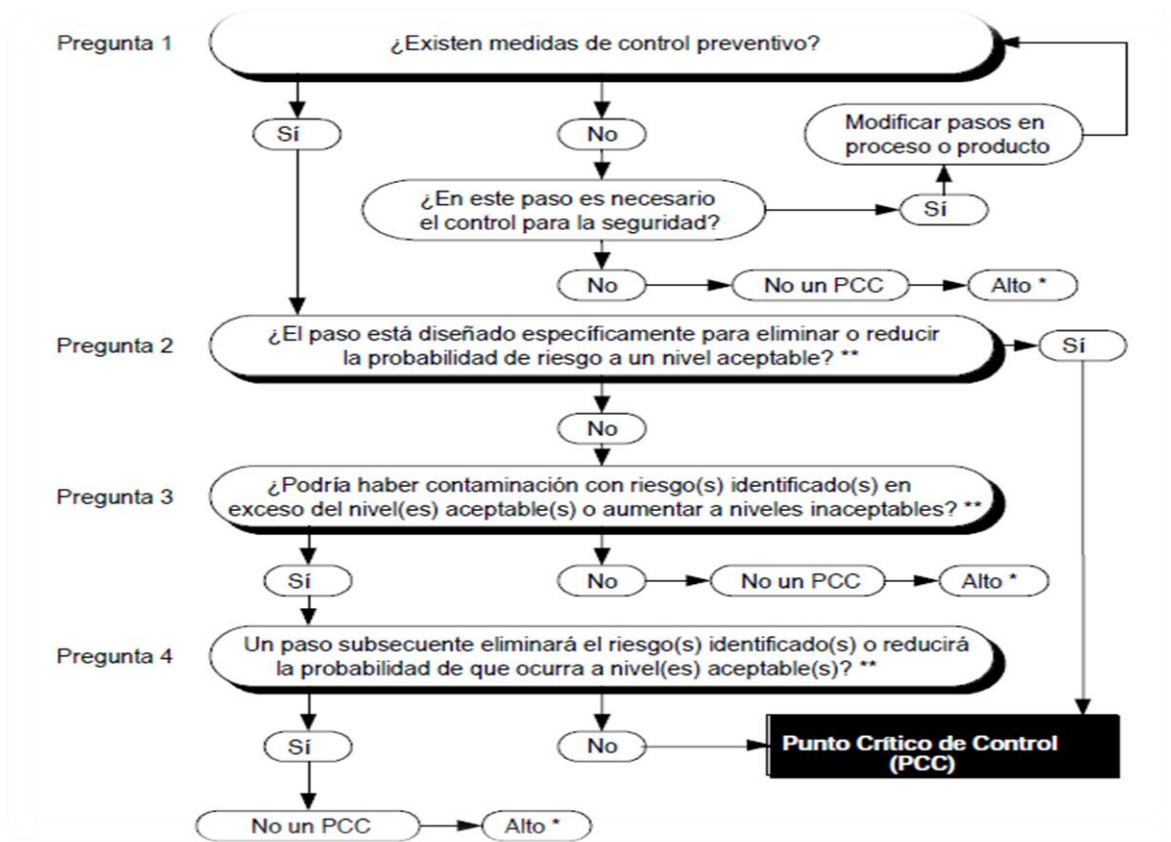 Pregunta 1
¿Existen medidas de control preventivo?
Sí
No
Modificar pasos en
proceso o producto
¿En este paso es necesario
el control para la seguridad?
Sí
No
No un PCC
Alto *
Pregunta 2
¿El paso está diseñado específicamente para eliminar o reducir
la probabilidad de riesgo a un nivel aceptable? **
Sí
No
Pregunta 3
¿Podría haber contaminación con riesgo(s) identificado(s) en
exceso del nivel(es) aceptable(s) o aumentar a niveles inaceptables? **
Sí
No
No un PCC
Alto *
Pregunta 4
Un paso subsecuente eliminará el riesgo(s) identificado(s) o reducirá
la probabilidad de que ocurra a nivel(es) aceptable(s)? **
Sí
No
Punto Crítico de Control
(PCC)
No un PCC
Alto *